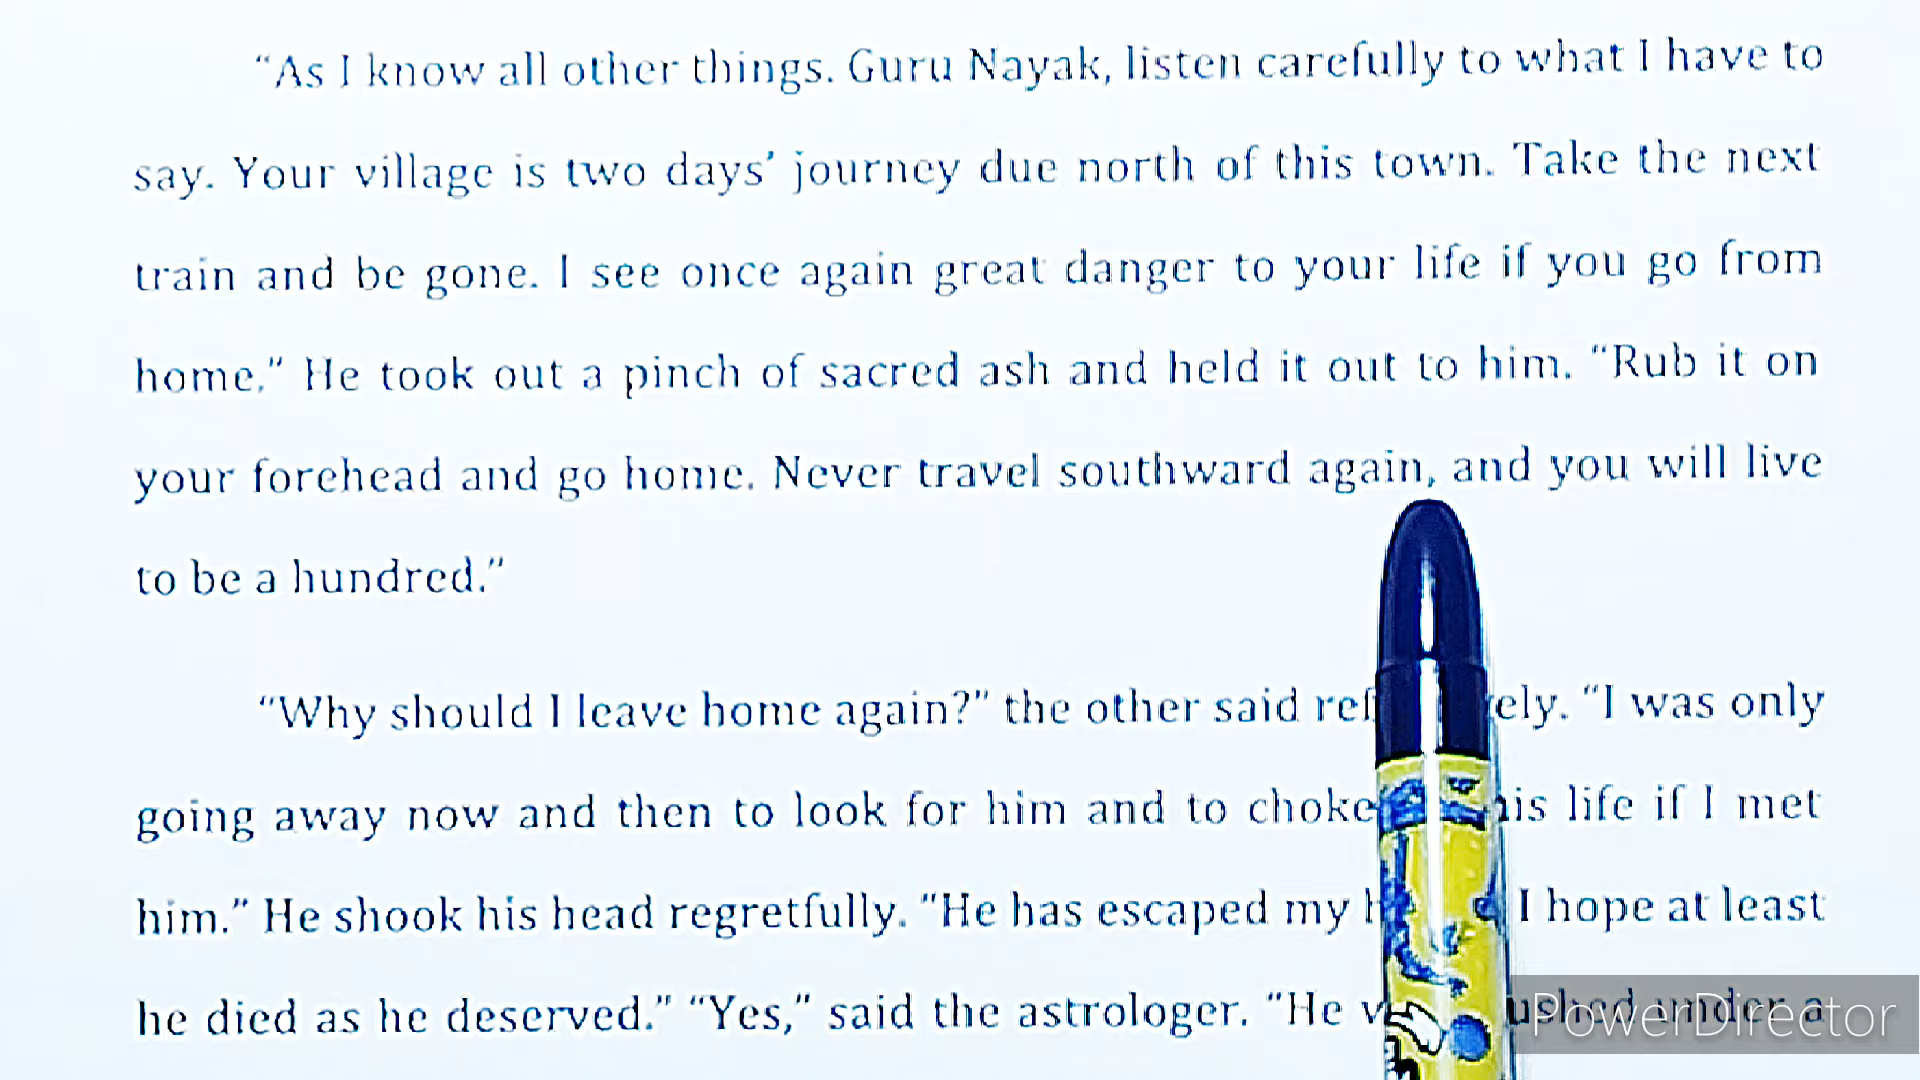 “As I know all other things. Guru Nayak, listen carefully to what I have to
say. Your village is two days’ journey due north of this town. Take the next
train and be gone. I see once again great danger to your life if you go from
home.” He took out a pinch of sacred ash and held it out to him. “Rub it on
your forehead and go home. Never travel southward again, and you will live
to be a hundred.”
“Why should I leave home again?” the other said “I was only
going away now and then to look for him and to choke his life if I met
him.” He shook his head regretfully. “He has escaped my I hope at least
he died as he deserved.” “Yes,” said the astrologer. “He under a
PowerDirector